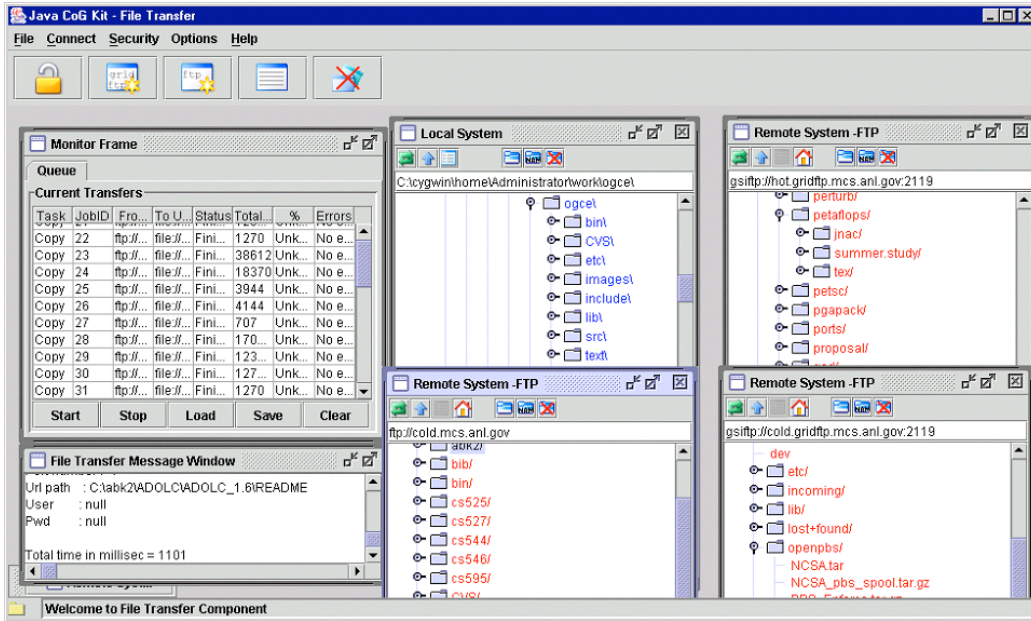 Java CoG Kit - File Transfer
File Connect Security Options Help
grid
ftp
ftp
Monitor Frame
Queue
Current Transfers
Task JobID Fro... To U... Status Total... % Errors
Copy 22 ftp://... file://... Fini... 1270 Unk... No e...
Copy 23 ftp://... file://... Fini... 38612 Unk... No e...
Copy 24 ftp://... file://... Fini... 18370 Unk... No e...
Copy 25 ftp://... file://... Fini... 3944 Unk... No e...
Copy 26 ftp://... file://... Fini... 4144 Unk... No e...
Copy 27 ftp://... file://... Fini... 707 Unk... No e...
Copy 28 ftp://... file://... Fini... 170... Unk... No e...
Copy 29 ftp://... file://... Fini... 123... Unk... No e...
Copy 30 ftp://... file://... Fini... 127... Unk... No e...
Copy 31 ftp://... file://... Fini... 1270 Unk... No e...
Start Stop Load Save Clear
File Transfer Message Window
Url path : C:\abk2\ADOLC\ADOLC_1.6\README
User : null
Pwd : null
Total time in millisec = 1101
Local System
C:\cygwin\home\Administrator\work\ogce\
ogce\
bin\
CVS\
etc\
images\
include\
lib\
src\
text\
Remote System -FTP
ftp://cold.mcs.anl.gov
abk2/
bib/
bin/
cs525/
cs527/
cs544/
cs546/
cs595/
CVS/
Remote System -FTP
gsiftp://hot.gridftp.mcs.anl.gov:2119
perturb/
petaflops/
jnac/
summer.study/
tex/
petsc/
pgapack/
ports/
proposal/
Remote System -FTP
gsiftp://cold.gridftp.mcs.anl.gov:2119
dev
etc/
incoming/
lib/
lost+found/
openpbs/
NCSA.tar
NCSA_pbs_spool.tar.gz
Welcome to File Transfer Component